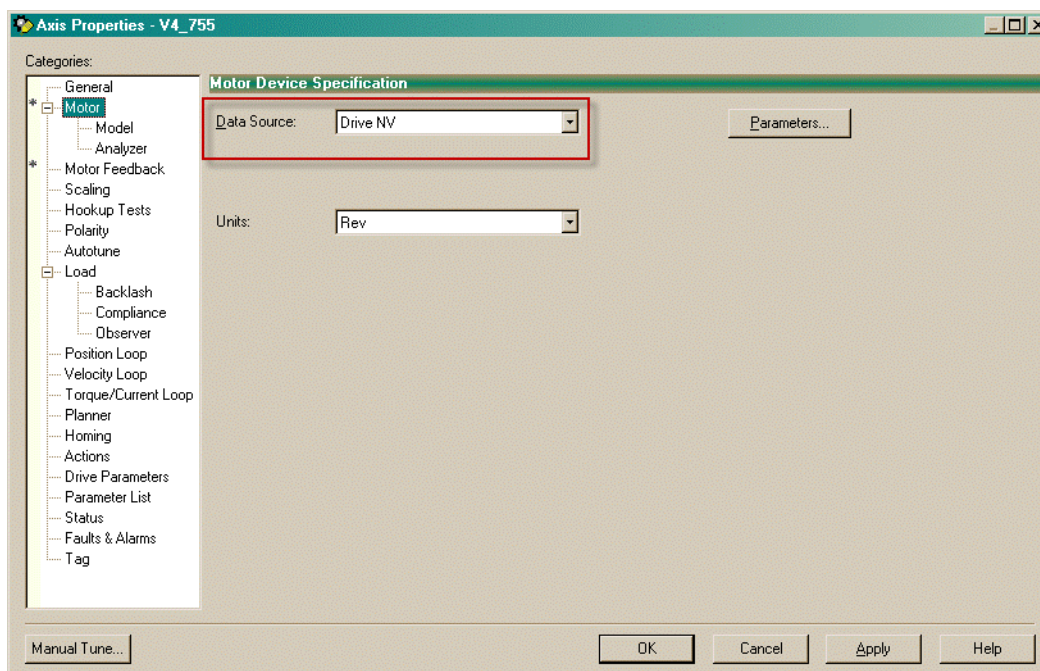 Axis Properties - V4_755
Categories:
General
* Motor
Model
Analyzer
* Motor Feedback
Scaling
Hookup Tests
Polarity
Autotune
Load
Backlash
Compliance
Observer
Position Loop
Velocity Loop
Torque/Current Loop
Planner
Homing
Actions
Drive Parameters
Parameter List
Status
Faults & Alarms
Tag
Motor Device Specification
Data Source: Drive NV
Parameters...
Units: Rev
Manual Tune...
OK
Cancel
Apply
Help